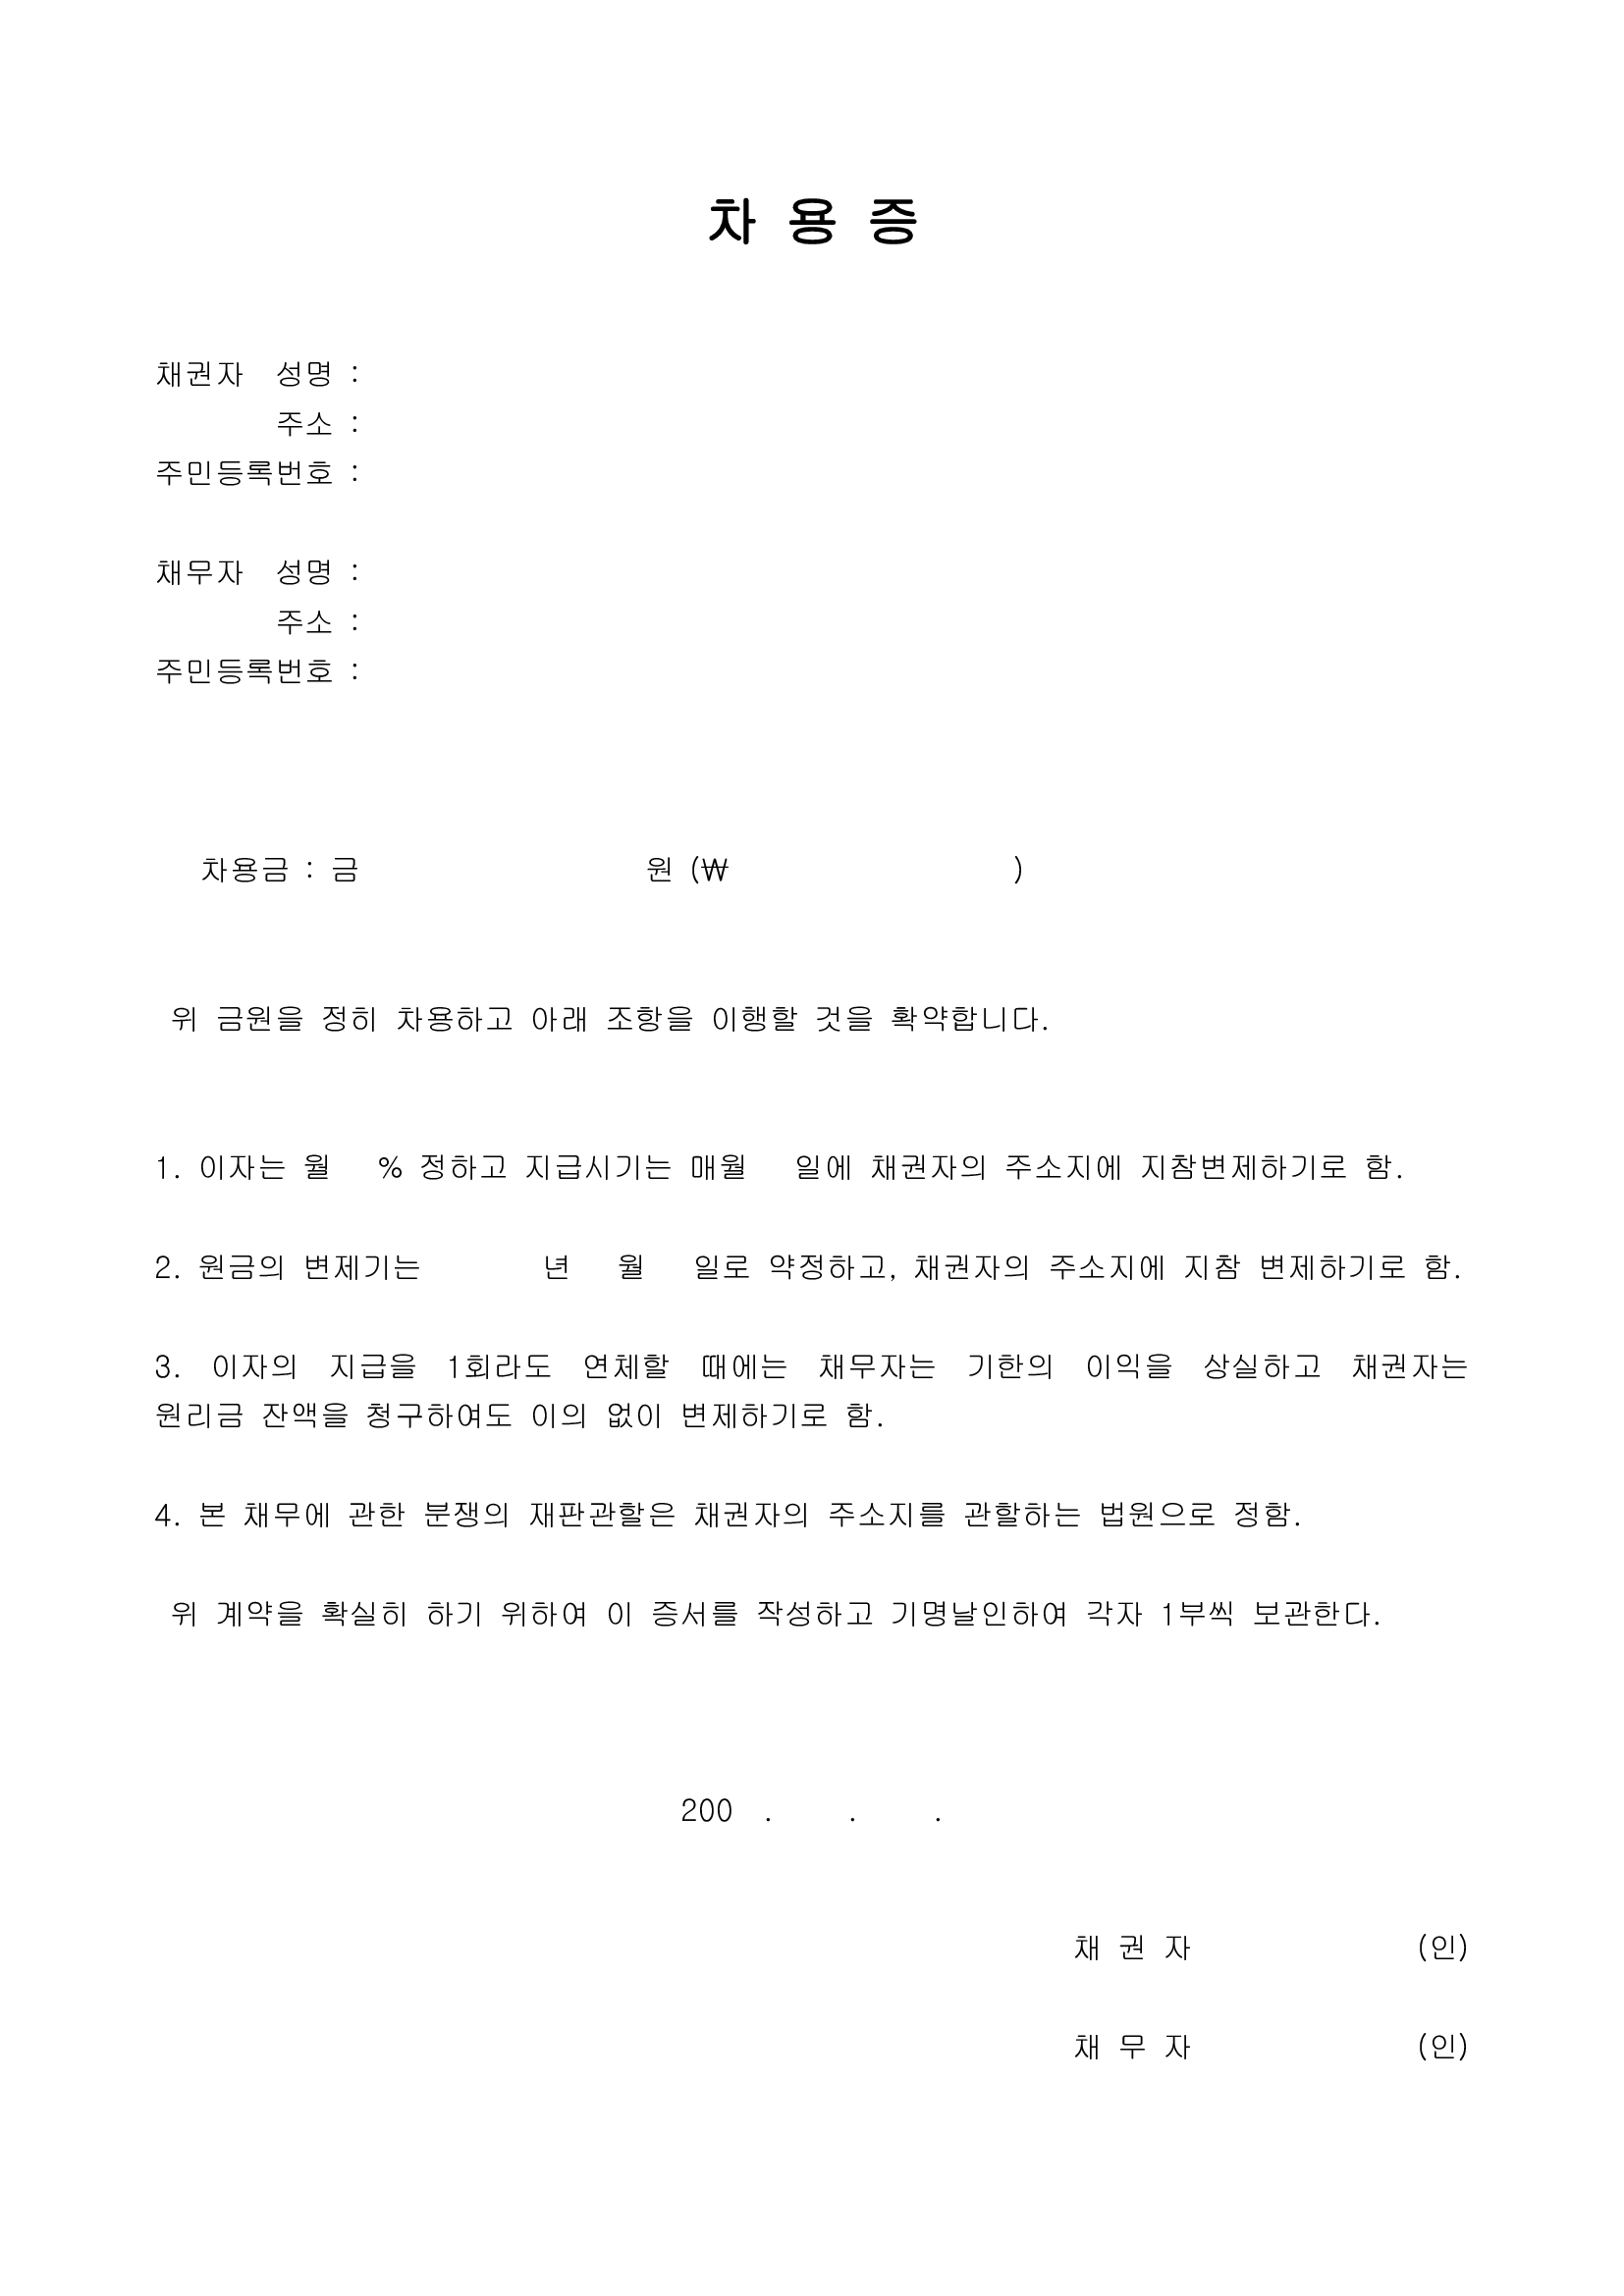 차 용 증
채권자 성명 :
주소 :
주민등록번호 :
채무자 성명 :
주소 :
주민등록번호 :
차용금 : 금 원 (₩ )
위 금원을 정히 차용하고 아래 조항을 이행할 것을 확약합니다.
1. 이자는 월 % 정하고 지급시기는 매월 일에 채권자의 주소지에 지참변제하기로 함.
2. 원금의 변제기는 년 월 일로 약정하고, 채권자의 주소지에 지참 변제하기로 함.
3. 이자의 지급을 1회라도 연체할 때에는 채무자는 기한의 이익을 상실하고 채권자는
원리금 잔액을 청구하여도 이의 없이 변제하기로 함.
4. 본 채무에 관한 분쟁의 재판관할은 채권자의 주소지를 관할하는 법원으로 정함.
위 계약을 확실히 하기 위하여 이 증서를 작성하고 기명날인하여 각자 1부씩 보관한다.
200 . . .
채 권 자 (인)
채 무 자 (인)